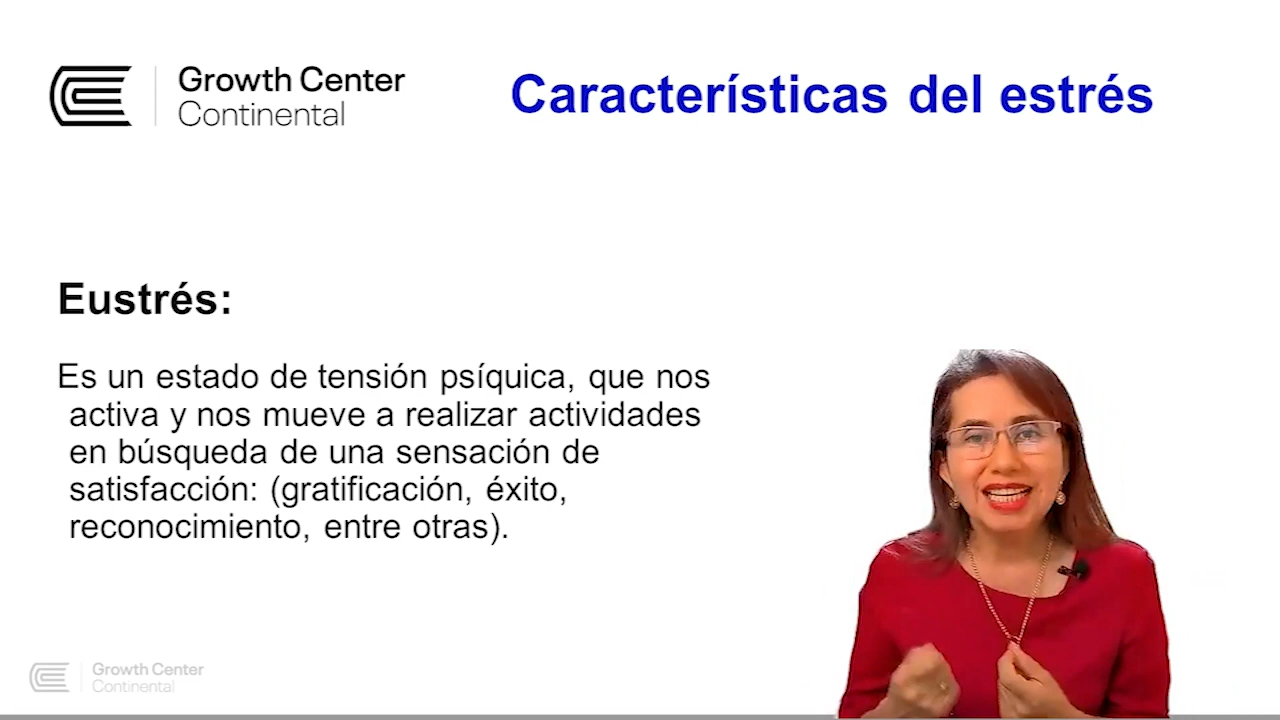 Growth Center
Continental
Características del estrés
Eustrés:
Es un estado de tensión psíquica, que nos
activa y nos mueve a realizar actividades
en búsqueda de una sensación de
satisfacción: (gratificación, éxito,
reconocimiento, entre otras).
Growth Center
Continental